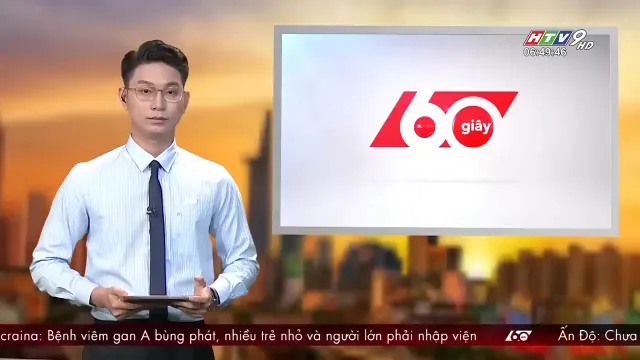 HTV9 HD
06:49:46
60 giây
craina: Bệnh viêm gan A bùng phát, nhiều trẻ nhỏ và người lớn phải nhập viện 60 Ấn Độ: Chưa